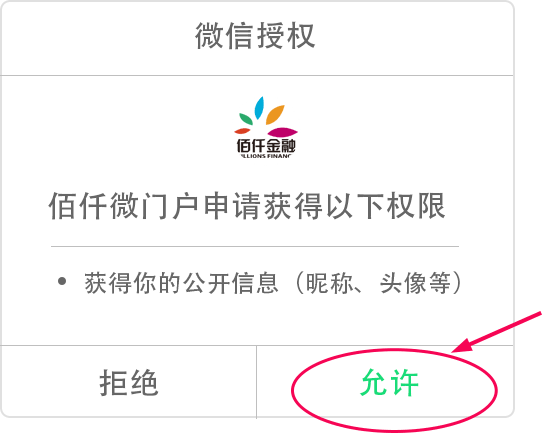 微信授权
佰仟金融
ILLIONS FINANC
佰仟微门户申请获得以下权限
• 获得你的公开信息（昵称、头像等）
拒绝
允许